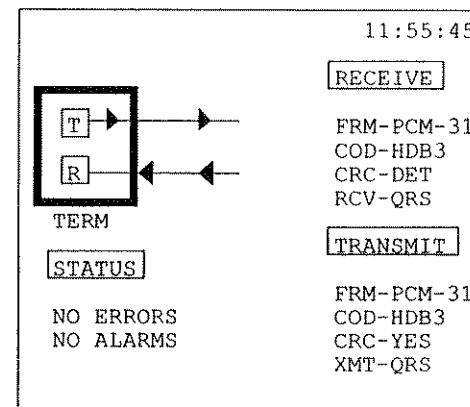 11:55:45
RECEIVE
T
FRM-PCM-31
COD-HDB3
R
CRC-DET
RCV-QRS
TERM
TRANSMIT
STATUS
FRM-PCM-31
NO ERRORS
COD-HDB3
NO ALARMS
CRC-YES
XMT-QRS